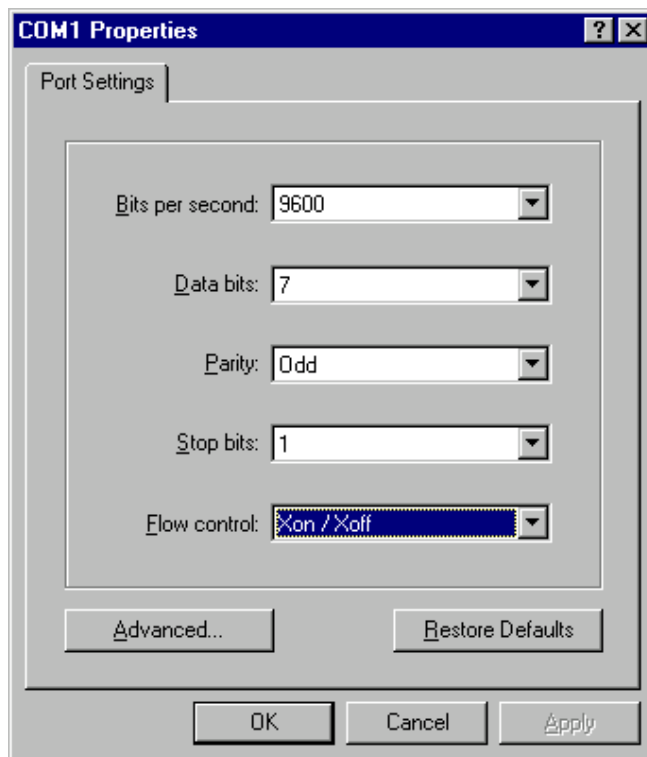 COM1 Properties
Port Settings
Bits per second: 9600
Data bits: 7
Parity: Odd
Stop bits: 1
Flow control: Xon / Xoff
Advanced... Restore Defaults
OK Cancel Apply